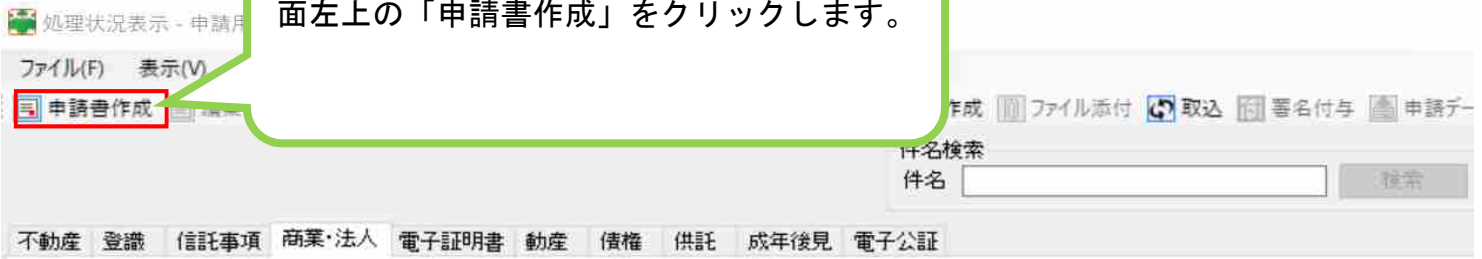 処理状況表示 - 申請用
面左上の「申請書作成」をクリックします。
ファイル(F) 表示(V)
申請書作成
作成 ファイル添付 取込 署名付与 申請デー
件名検索
件名 検索
不動産 登識 信託事項 商業・法人 電子証明書 動産 債権 供託 成年後見 電子公証